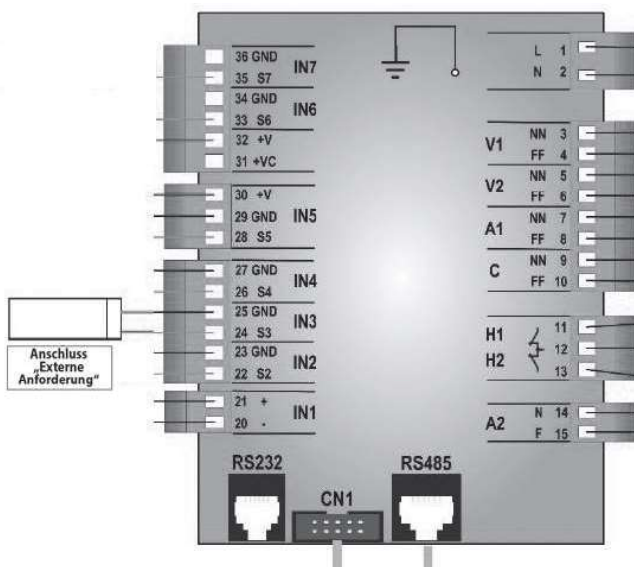 36 GND
35 S7
IN7
34 GND
33 S6
IN6
32 +V
31 +VC
30 +V
29 GND
28 S5
IN5
27 GND
26 S4
IN4
25 GND
24 S3
IN3
23 GND
22 S2
IN2
21 +
20 -
IN1
Anschluss
„Externe
Anforderung“
L 1
N 2
V1
NN 3
FF 4
V2
NN 5
FF 6
A1
NN 7
FF 8
C
NN 9
FF 10
H1
H2
11
12
13
A2
N 14
F 15
RS232
CN1
RS485